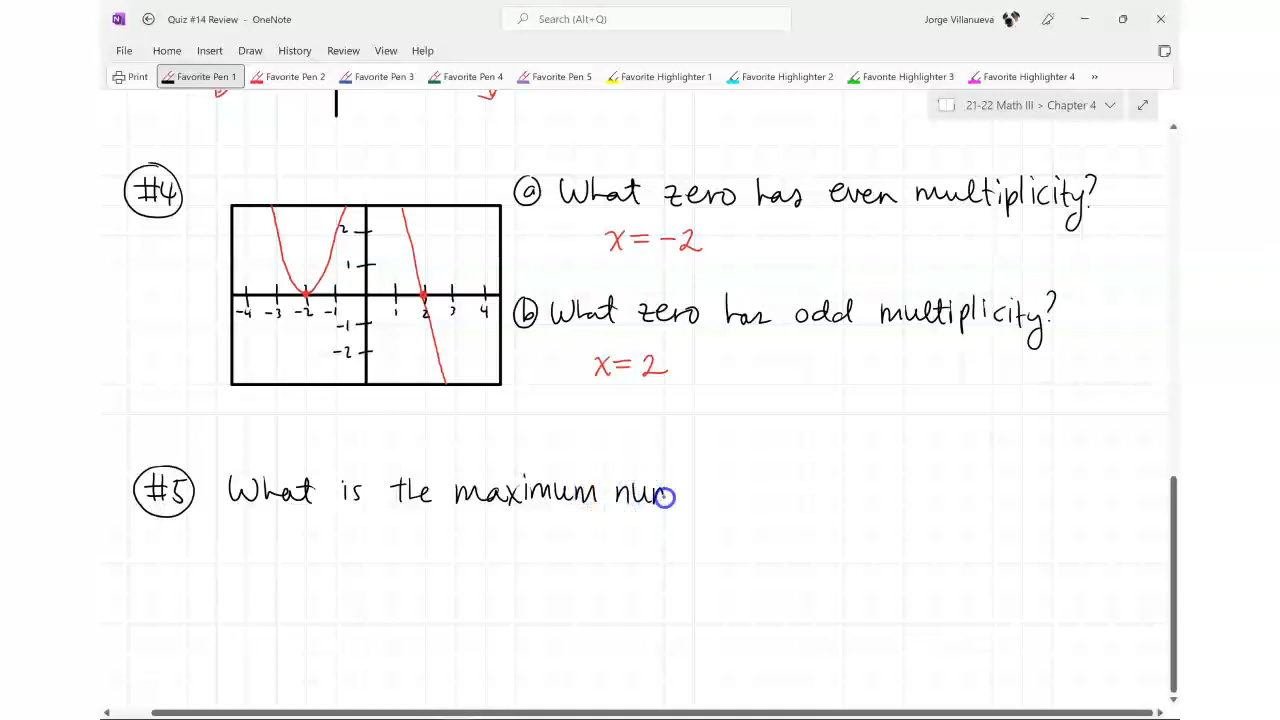 Quiz #14 Review - OneNote
Search (Alt+Q)
Jorge Villanueva
File Home Insert Draw History Review View Help
Print Favorite Pen 1 Favorite Pen 2 Favorite Pen 3 Favorite Pen 4 Favorite Pen 5 Favorite Highlighter 1 Favorite Highlighter 2 Favorite Highlighter 3 Favorite Highlighter 4 »
21-22 Math III > Chapter 4
#4
ⓐ What zero has even multiplicity?
x = -2
2
1
-4 -3 -2 -1 1 2 3 4
-1
-2
ⓑ What zero has odd multiplicity?
x = 2
#5 What is the maximum nur